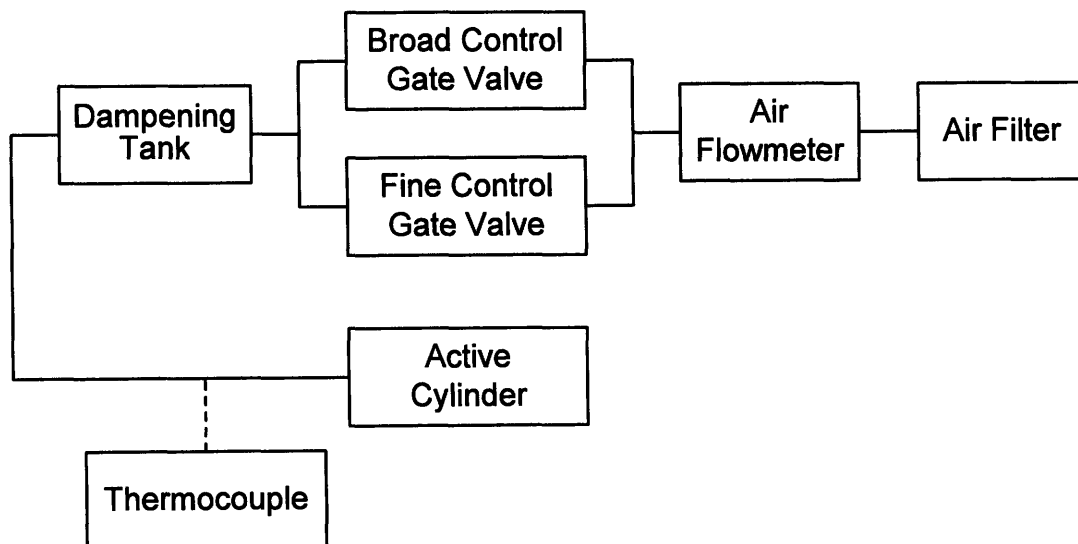 Broad Control
Gate Valve
Dampening
Tank
Air
Flowmeter
Air Filter
Fine Control
Gate Valve
Active
Cylinder
Thermocouple